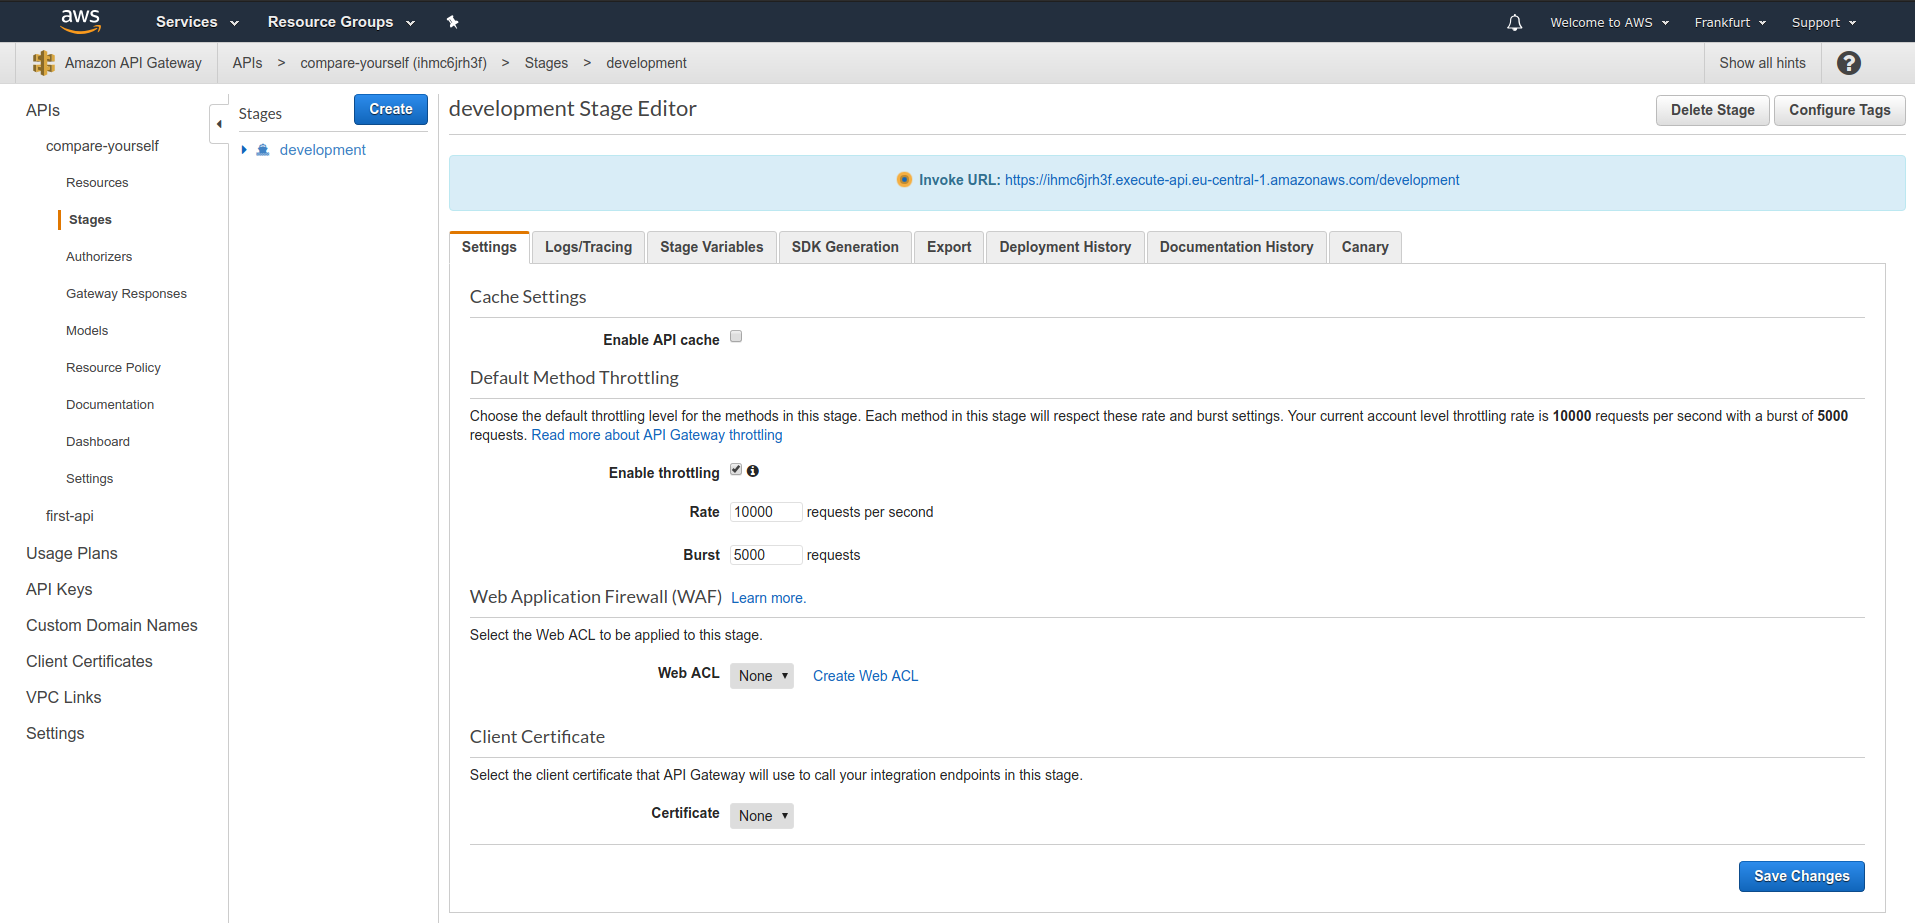 aws Services Resource Groups Welcome to AWS Frankfurt Support
Amazon API Gateway APIs > compare-yourself (ihmc6jrh3f) > Stages > development Show all hints ?
APIs
compare-yourself
Resources
Stages
Authorizers
Gateway Responses
Models
Resource Policy
Documentation
Dashboard
Settings
first-api
Usage Plans
API Keys
Custom Domain Names
Client Certificates
VPC Links
Settings
Stages Create
development
development Stage Editor Delete Stage Configure Tags
Invoke URL: https://ihmc6jrh3f.execute-api.eu-central-1.amazonaws.com/development
Settings Logs/Tracing Stage Variables SDK Generation Export Deployment History Documentation History Canary
Cache Settings
Enable API cache
Default Method Throttling
Choose the default throttling level for the methods in this stage. Each method in this stage will respect these rate and burst settings. Your current account level throttling rate is 10000 requests per second with a burst of 5000
requests. Read more about API Gateway throttling
Enable throttling
Rate 10000 requests per second
Burst 5000 requests
Web Application Firewall (WAF) Learn more.
Select the Web ACL to be applied to this stage.
Web ACL None Create Web ACL
Client Certificate
Select the client certificate that API Gateway will use to call your integration endpoints in this stage.
Certificate None
Save Changes